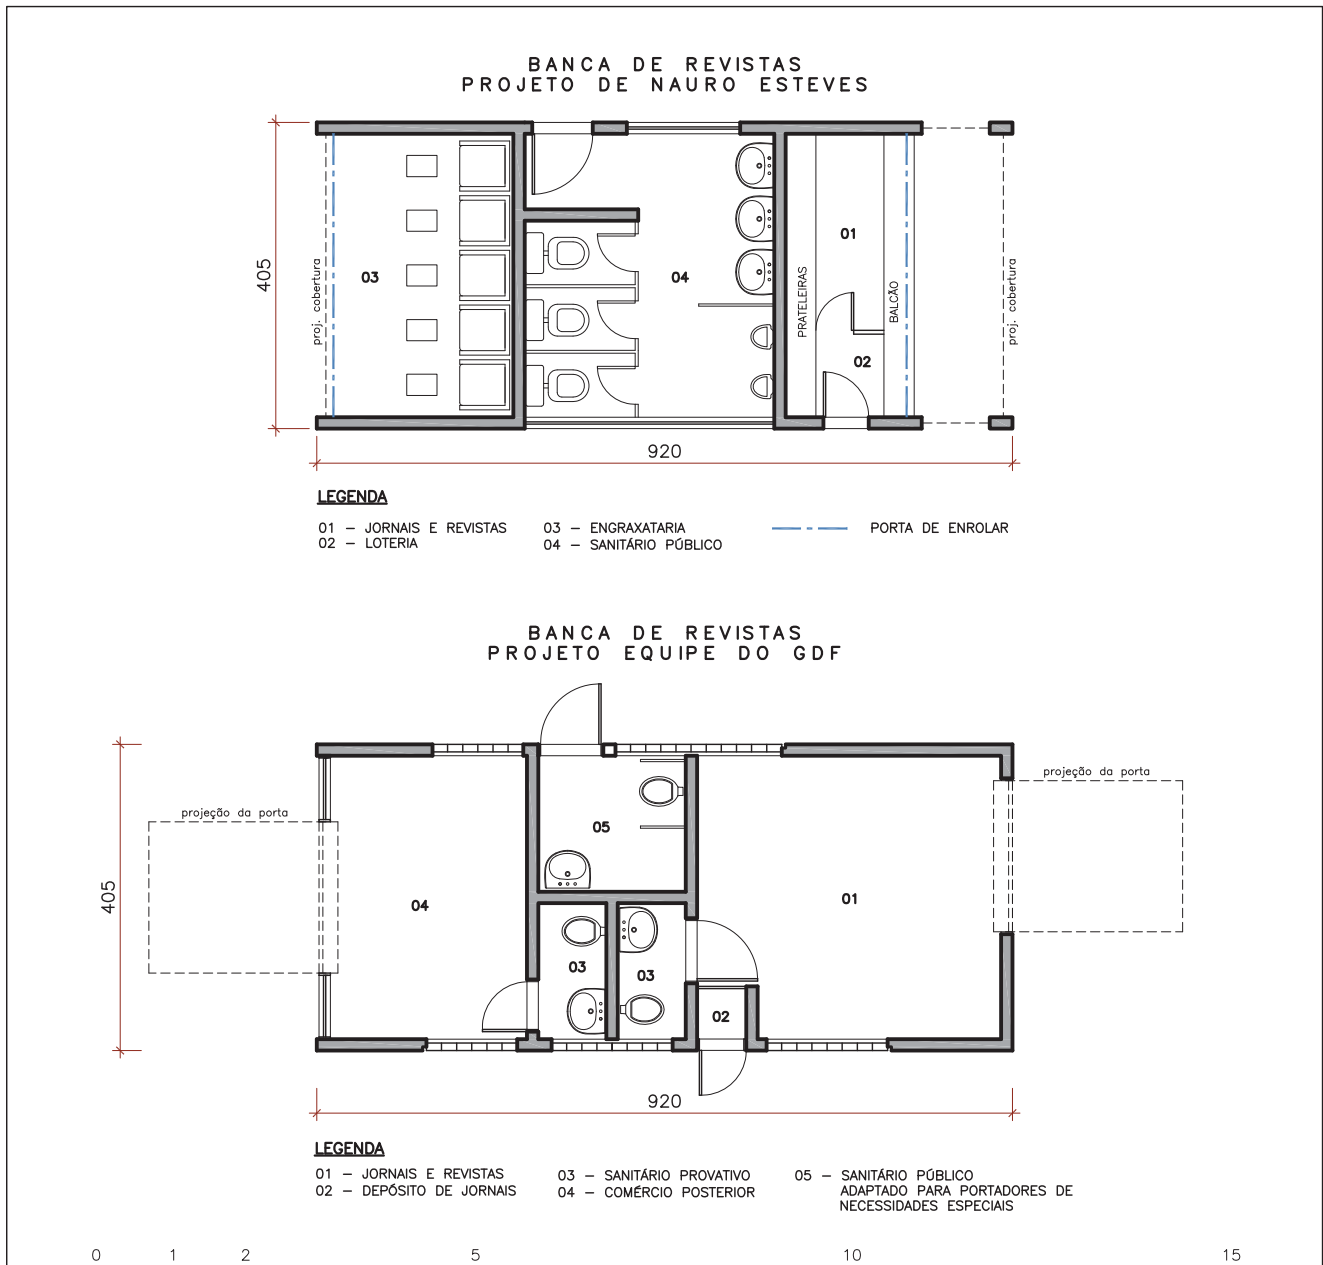 BANCA DE REVISTAS
PROJETO DE NAURO ESTEVES
405
proj. cobertura
03
04
PRATELEIRAS
01
BALCÃO
02
proj. cobertura
920
LEGENDA
01 – JORNAIS E REVISTAS
02 – LOTERIA
03 – ENGRAXATARIA
04 – SANITÁRIO PÚBLICO
PORTA DE ENROLAR
BANCA DE REVISTAS
PROJETO EQUIPE DO GDF
projeção da porta
projeção da porta
405
04
05
01
03
03
02
920
LEGENDA
01 – JORNAIS E REVISTAS
02 – DEPÓSITO DE JORNAIS
03 – SANITÁRIO PROVATIVO
04 – COMÉRCIO POSTERIOR
05 – SANITÁRIO PÚBLICO
ADAPTADO PARA PORTADORES DE
NECESSIDADES ESPECIAIS
0 1 2 5 10 15